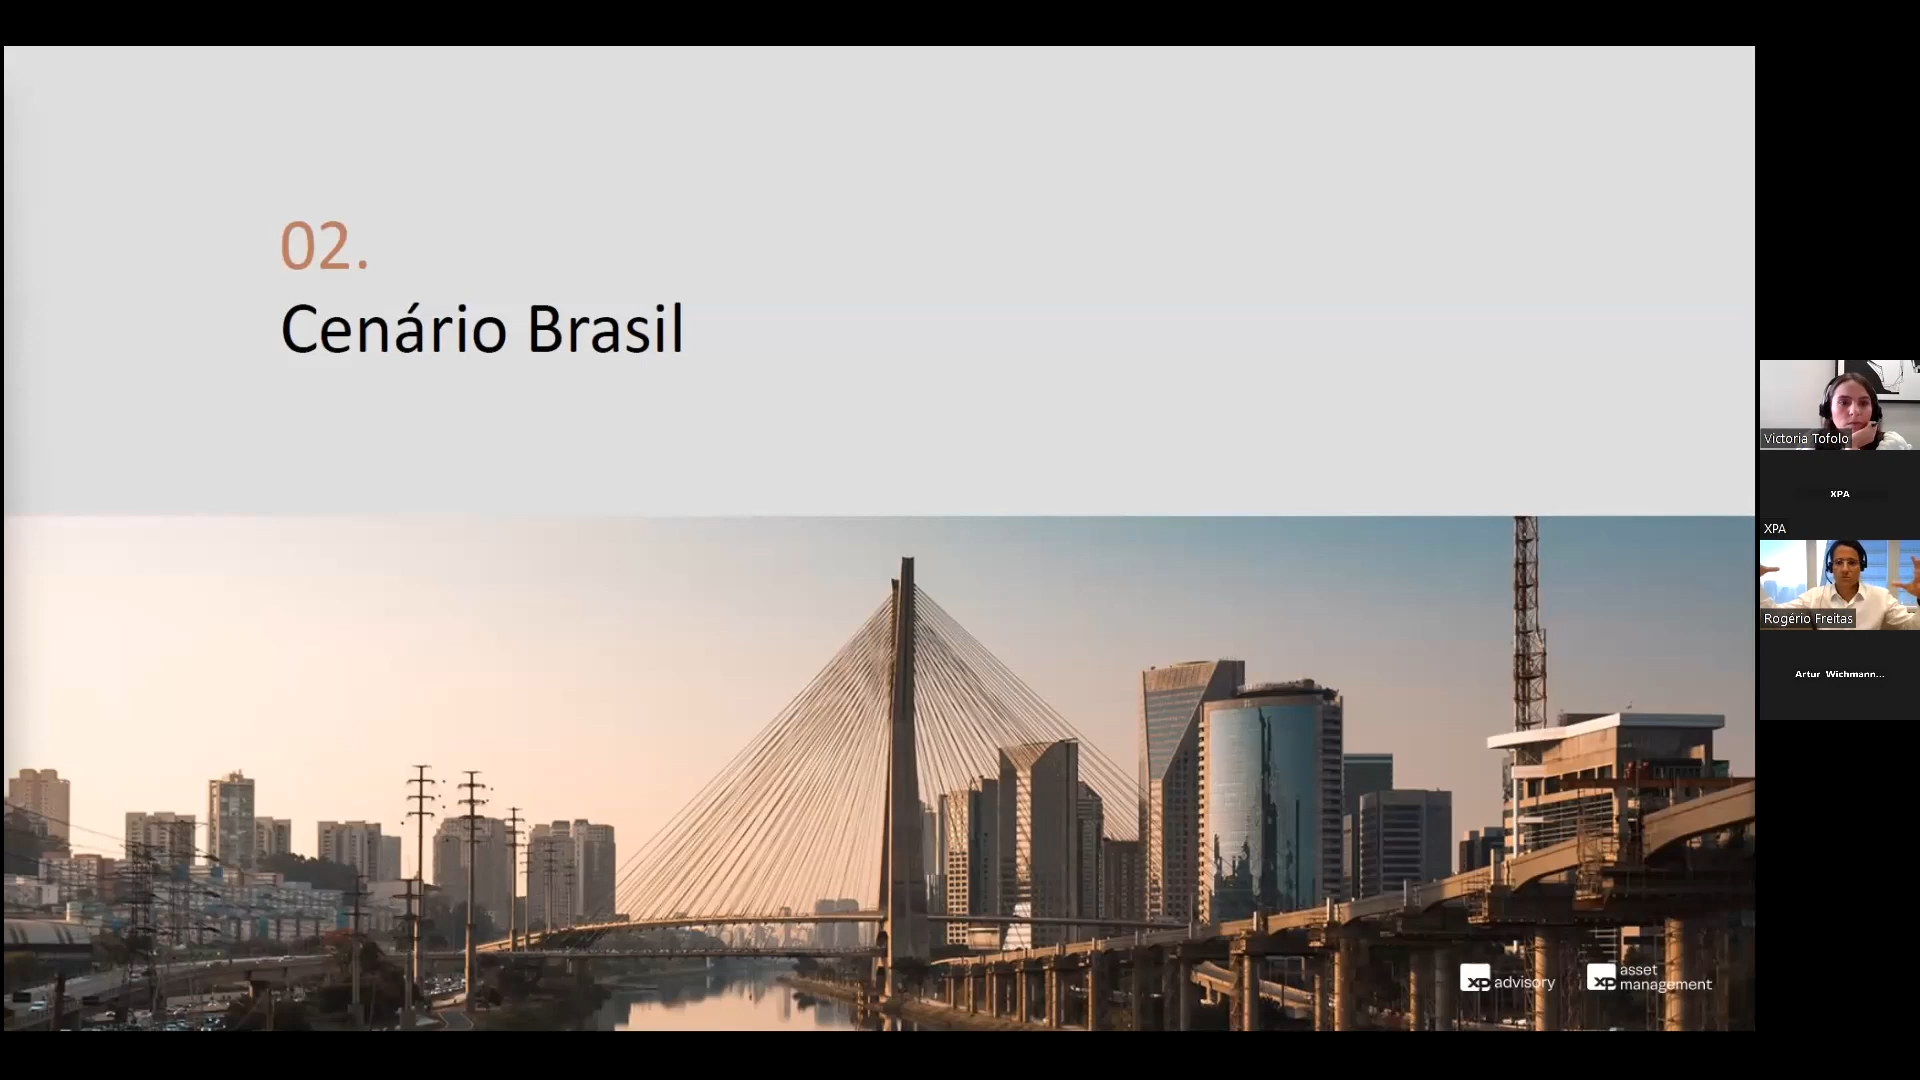 02.
Cenário Brasil
xp advisory
xp asset management
Victoria Tofolo
XPA
XPA
Rogério Freitas
Artur Wichmann...